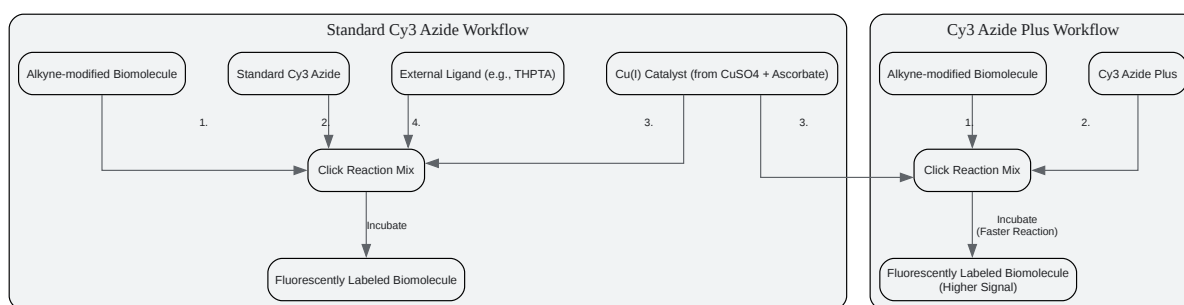 Standard Cy3 Azide Workflow
Alkyne-modified Biomolecule
Standard Cy3 Azide
External Ligand (e.g., THPTA)
Cu(I) Catalyst (from CuSO4 + Ascorbate)
1.
2.
4.
3.
3.
Click Reaction Mix
Incubate
Fluorescently Labeled Biomolecule
Cy3 Azide Plus Workflow
Alkyne-modified Biomolecule
Cy3 Azide Plus
1.
2.
Click Reaction Mix
Incubate
(Faster Reaction)
Fluorescently Labeled Biomolecule
(Higher Signal)